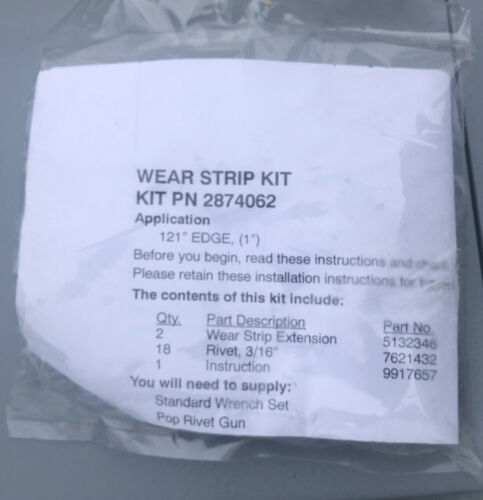 WEAR STRIP KIT
KIT PN 2874062
Application
121" EDGE, (1")
Before you begin, read these instructions and
Please retain these installation instructions for
The contents of this kit include:
Qty. Part Description Part No
2 Wear Strip Extension 5132346
18 Rivet, 3/16" 7621432
1 Instruction 9917657
You will need to supply:
Standard Wrench Set
Pop Rivet Gun